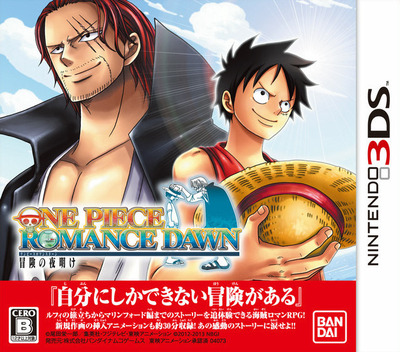 NINTENDO 3DS
ONE PIECE
ROMANCE DAWN
冒険の夜明け
『自分にしかできない冒険がある』
ルフィの旅立ちからマリンフォード編までのストーリーを追体験できる海賊ロマンRPG!
新規作画の挿入アニメーションも約30分収録! あの感動のストーリーに涙せよ!!
CERO
B
BAN
DAI